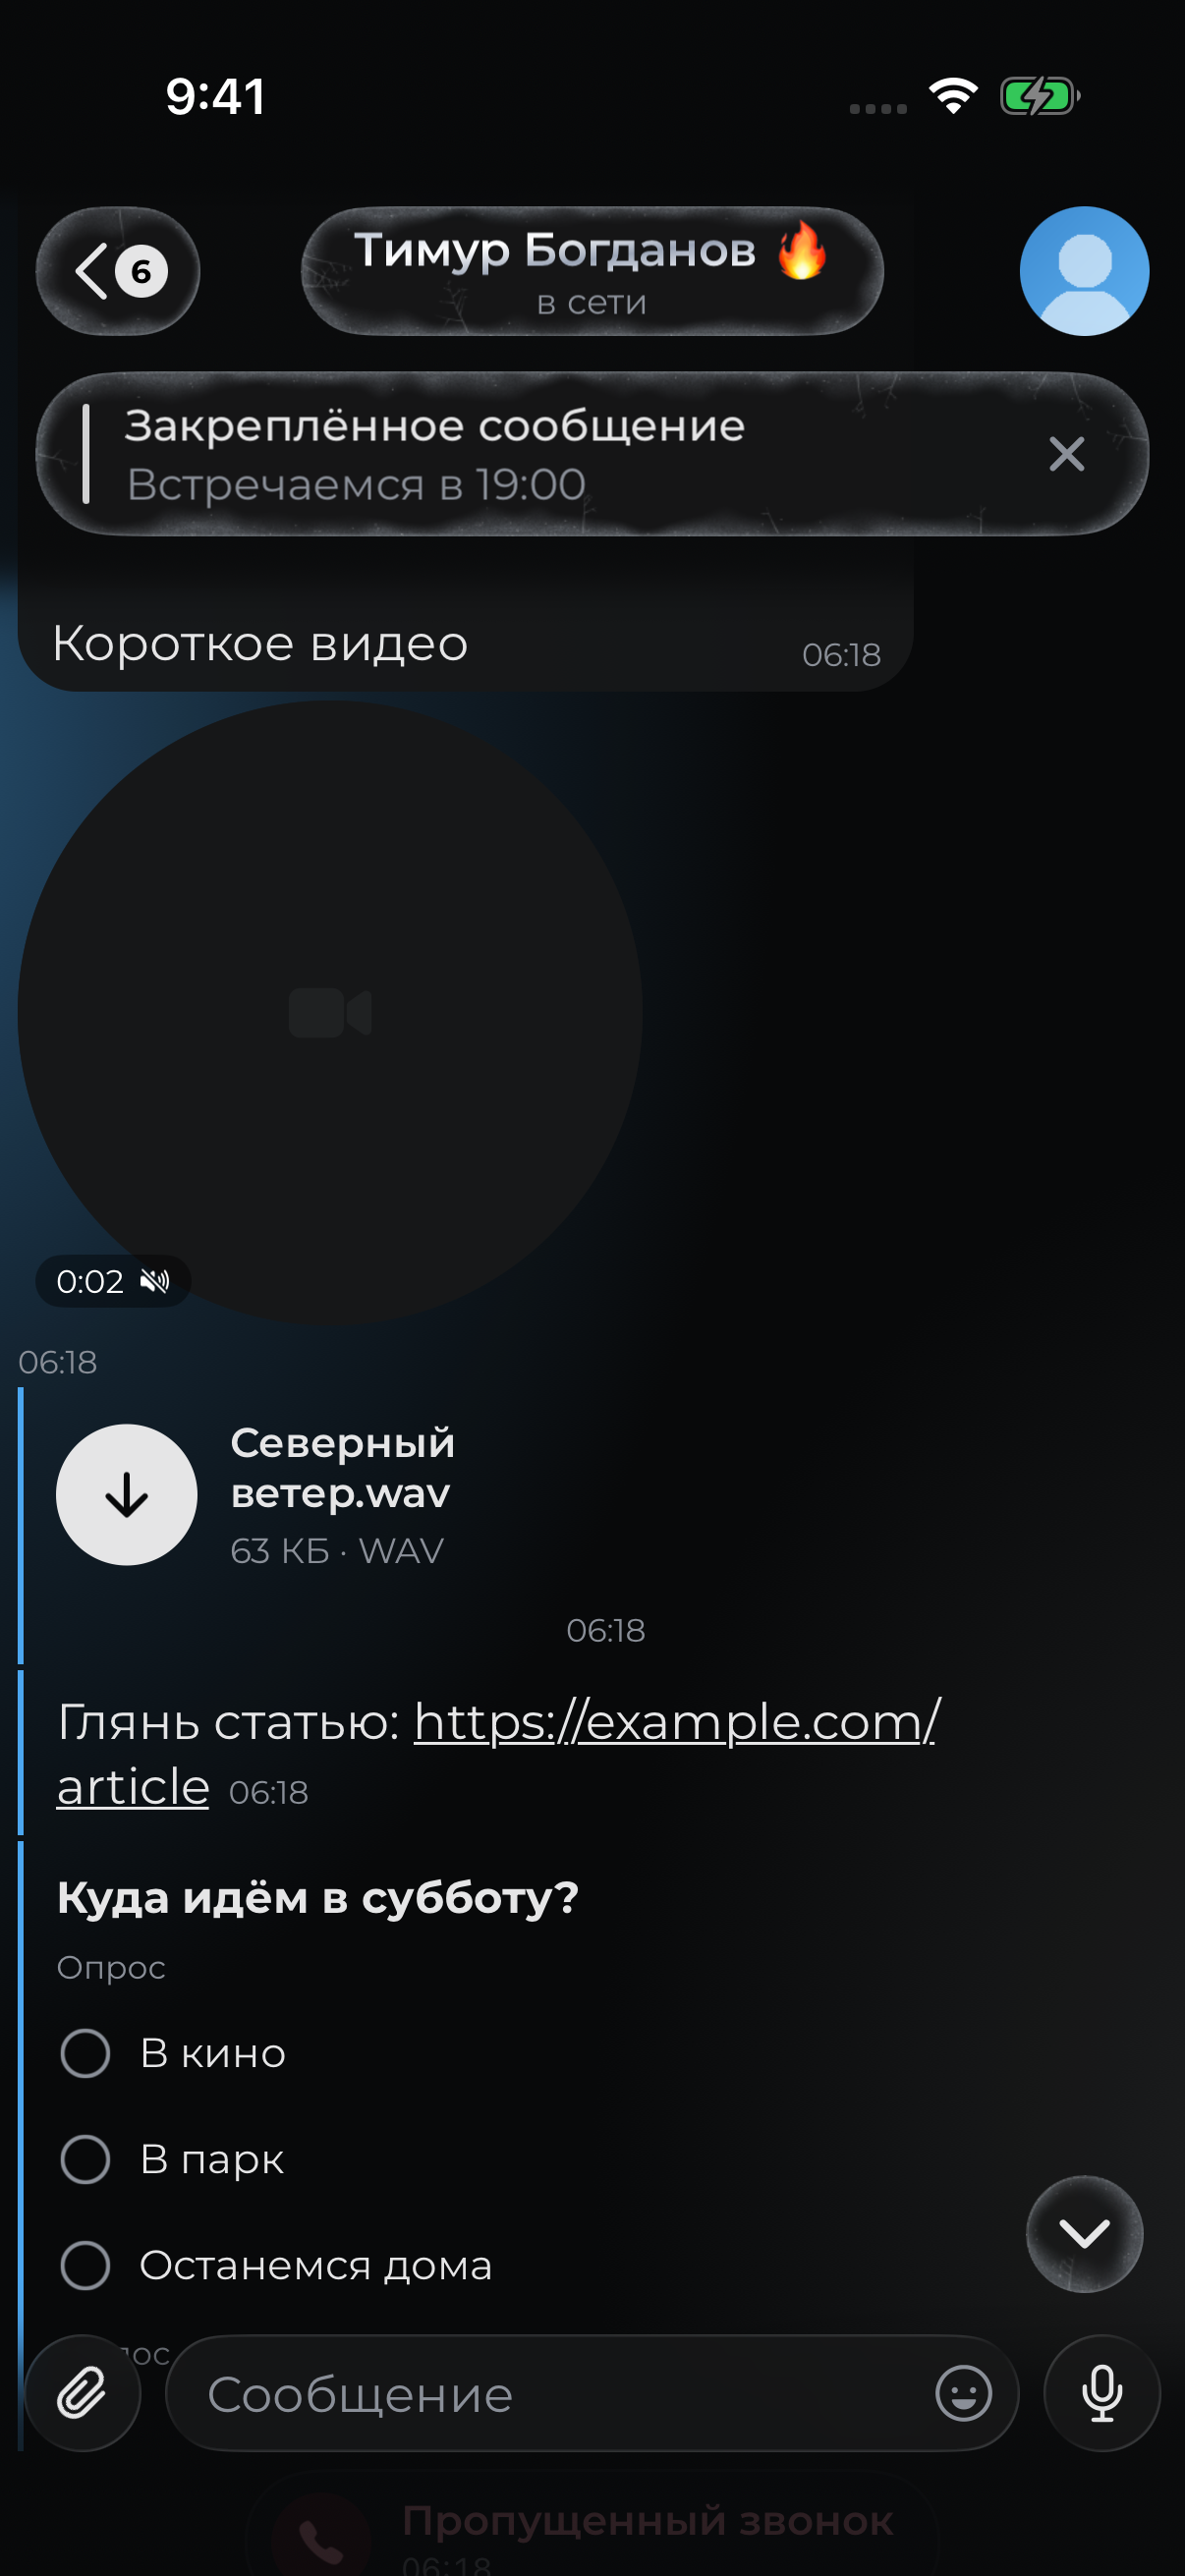 9:41
6
Тимур Богданов 🔥
в сети
Закреплённое сообщение
Встречаемся в 19:00
Короткое видео
06:18
0:02
06:18
Северный
ветер.wav
63 КБ · WAV
06:18
Глянь статью: https://example.com/
article 06:18
Куда идём в субботу?
Опрос
В кино
В парк
Останемся дома
Сообщение
Пропущенный звонок
06:18